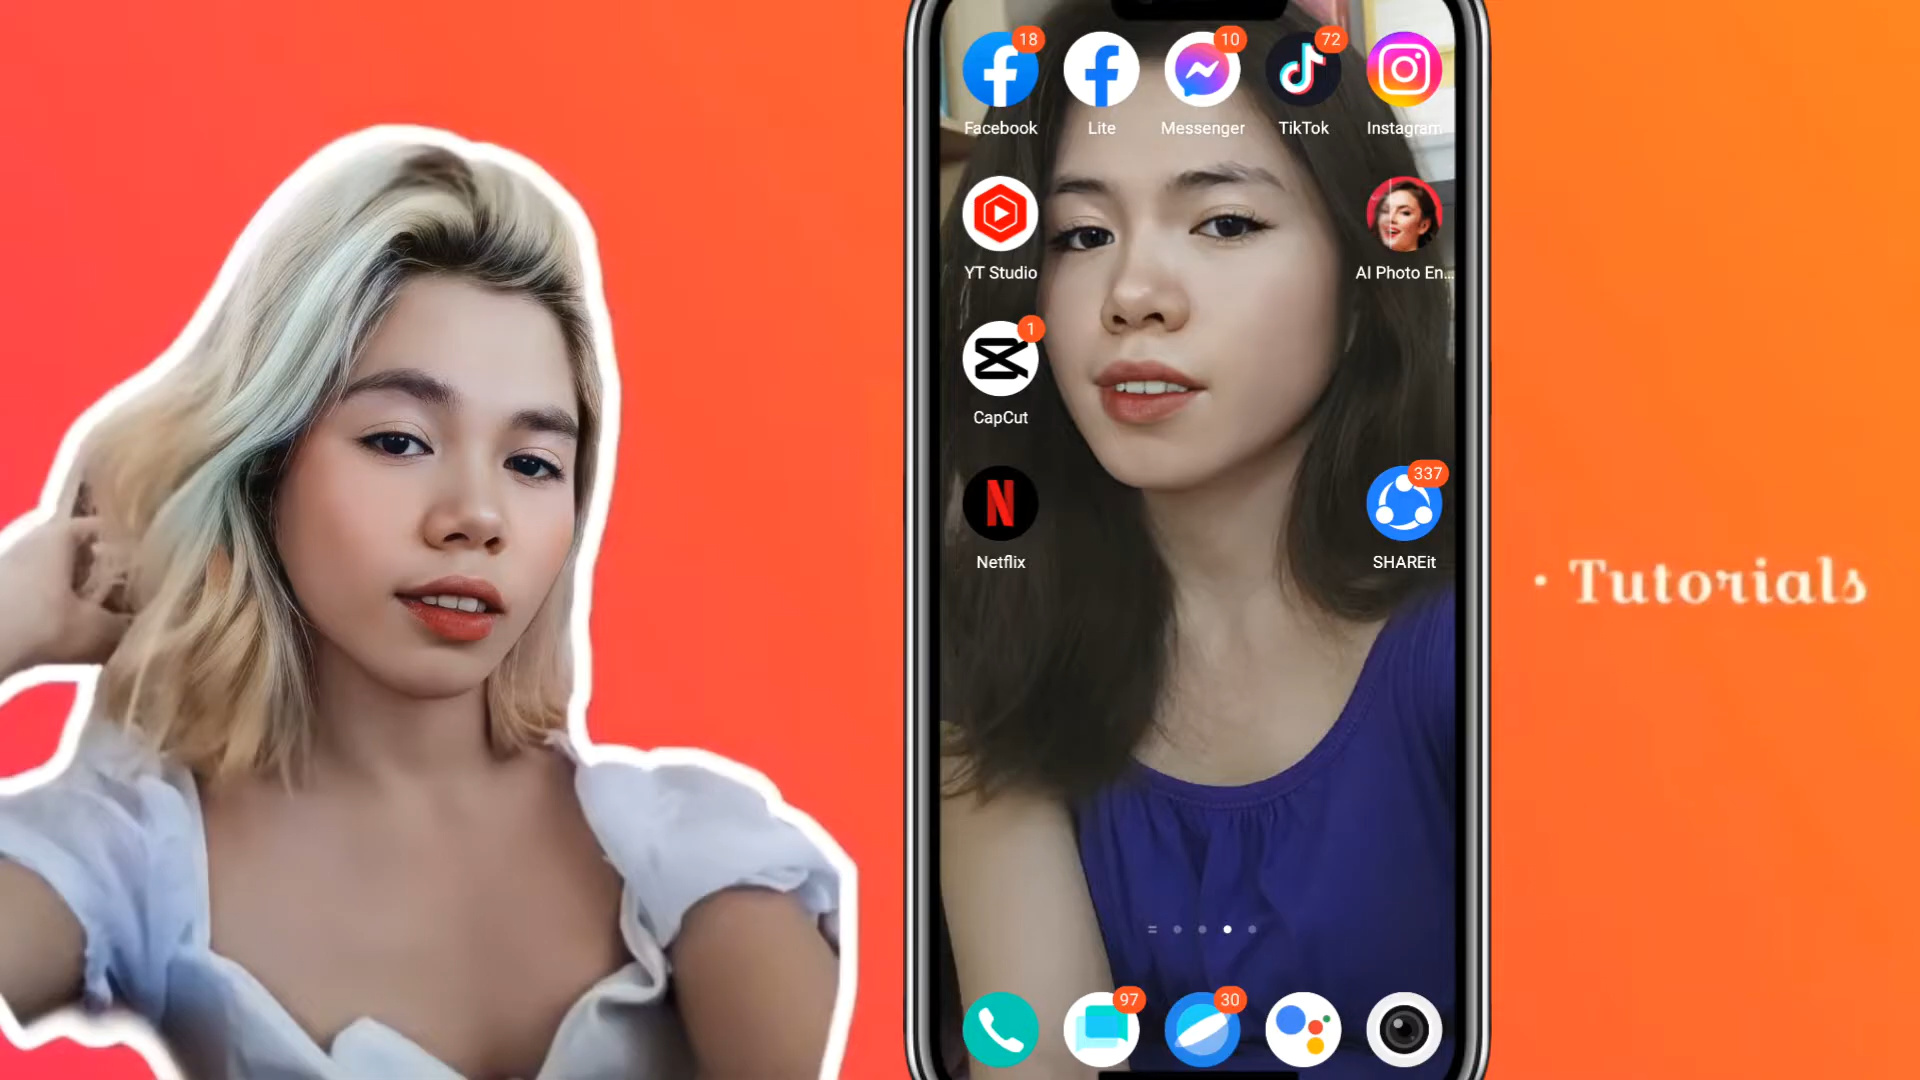 18
10
72
Facebook
Lite
Messenger
TikTok
Instagram
YT Studio
AI Photo En...
1
CapCut
337
Netflix
SHAREit
· Tutorials
97
30